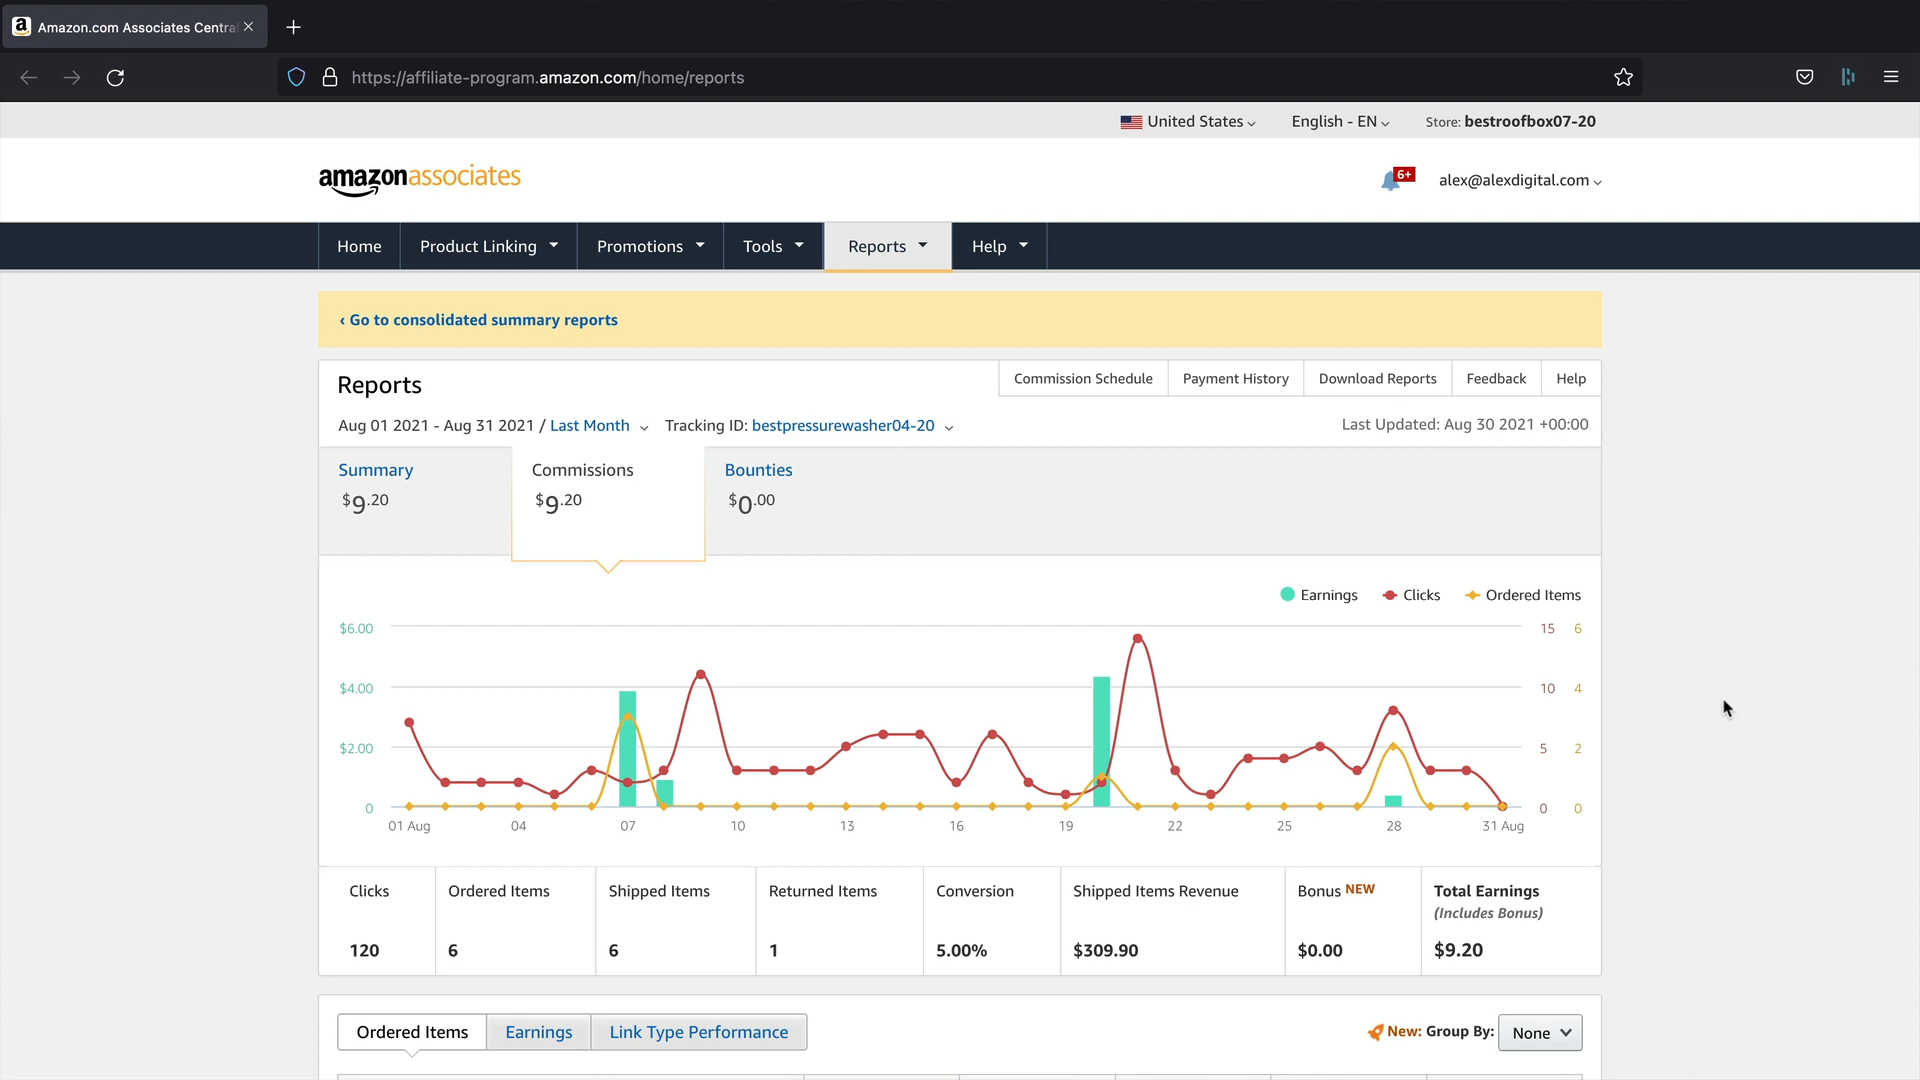 Amazon.com Associates Central
https://affiliate-program.amazon.com/home/reports
United States
English - EN
Store: bestroofbox07-20
amazonassociates
6+
alex@alexdigital.com
Home
Product Linking
Promotions
Tools
Reports
Help
‹ Go to consolidated summary reports
Reports
Commission Schedule
Payment History
Download Reports
Feedback
Help
Aug 01 2021 - Aug 31 2021 / Last Month
Tracking ID: bestpressurewasher04-20
Last Updated: Aug 30 2021 +00:00
Summary
$9.20
Commissions
$9.20
Bounties
$0.00
Earnings
Clicks
Ordered Items
$6.00
15
6
$4.00
10
4
$2.00
5
2
0
0
0
01 Aug
04
07
10
13
16
19
22
25
28
31 Aug
Clicks
120
Ordered Items
6
Shipped Items
6
Returned Items
1
Conversion
5.00%
Shipped Items Revenue
$309.90
Bonus NEW
$0.00
Total Earnings
(Includes Bonus)
$9.20
Ordered Items
Earnings
Link Type Performance
New: Group By:
None